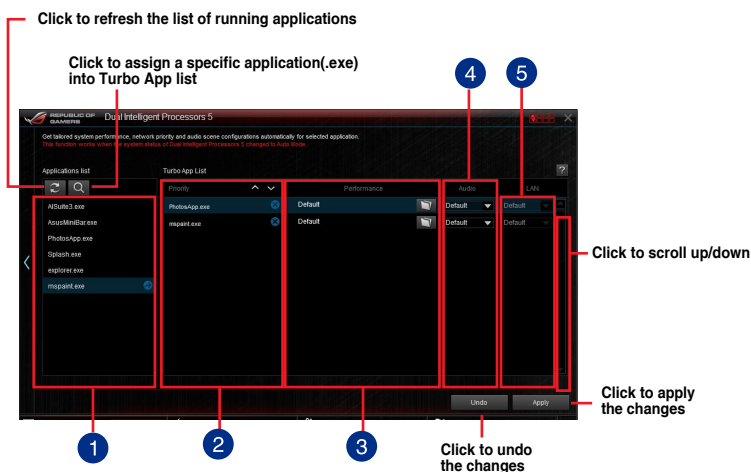 Click to refresh the list of running applications
Click to assign a specific application(.exe)
into Turbo App list
4
5
REPUBLIC OF
GAMERS
Dual Intelligent Processors 5
Get tailored system performance, network priority and audio scene configurations automatically for selected application.
This function works when the system status of Dual Intelligent Processors 5 changed to Auto Mode.
Applications list
Turbo App List
?
Priority
Performance
Audio
LAN
AISuite3.exe
PhotosApp.exe
Default
Default
Default
AsusMiniBar.exe
mspaint.exe
Default
Default
Default
PhotosApp.exe
Splash.exe
explorer.exe
mspaint.exe
Click to scroll up/down
Undo
Apply
Click to apply
the changes
1
2
3
Click to undo
the changes